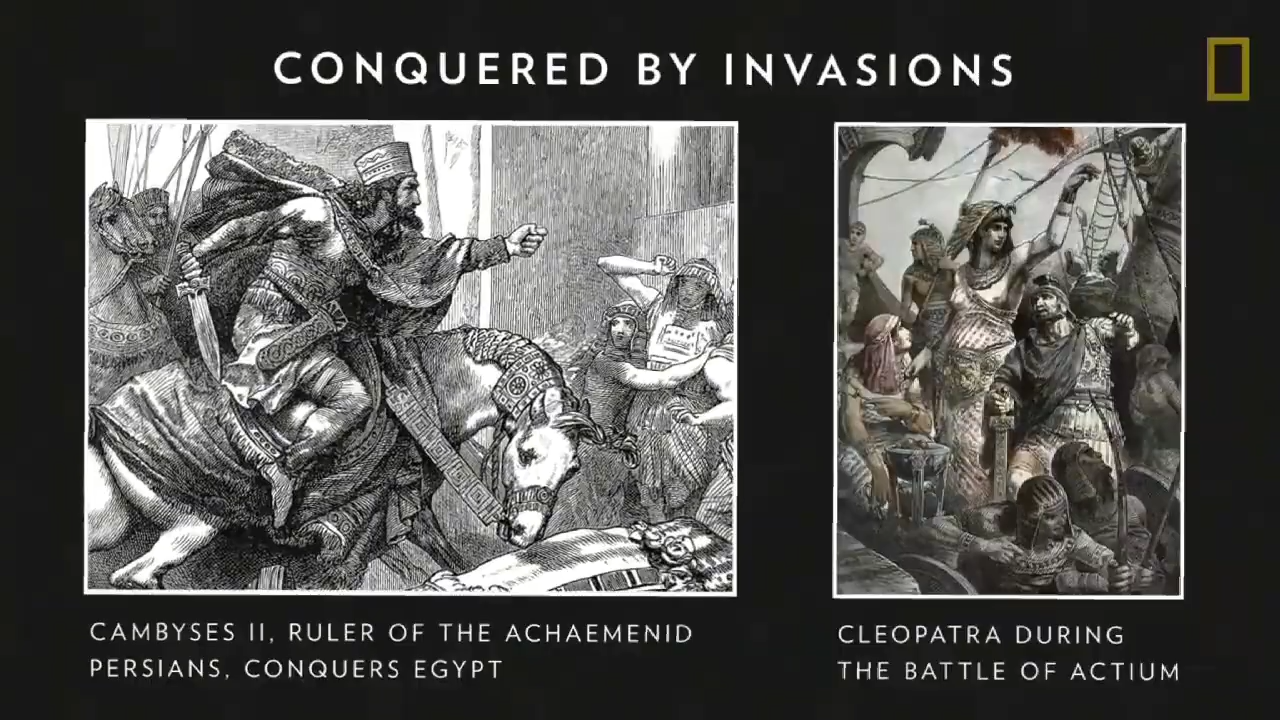 CONQUERED BY INVASIONS
CAMBYSES II, RULER OF THE ACHAEMENID
PERSIANS, CONQUERS EGYPT
CLEOPATRA DURING
THE BATTLE OF ACTIUM